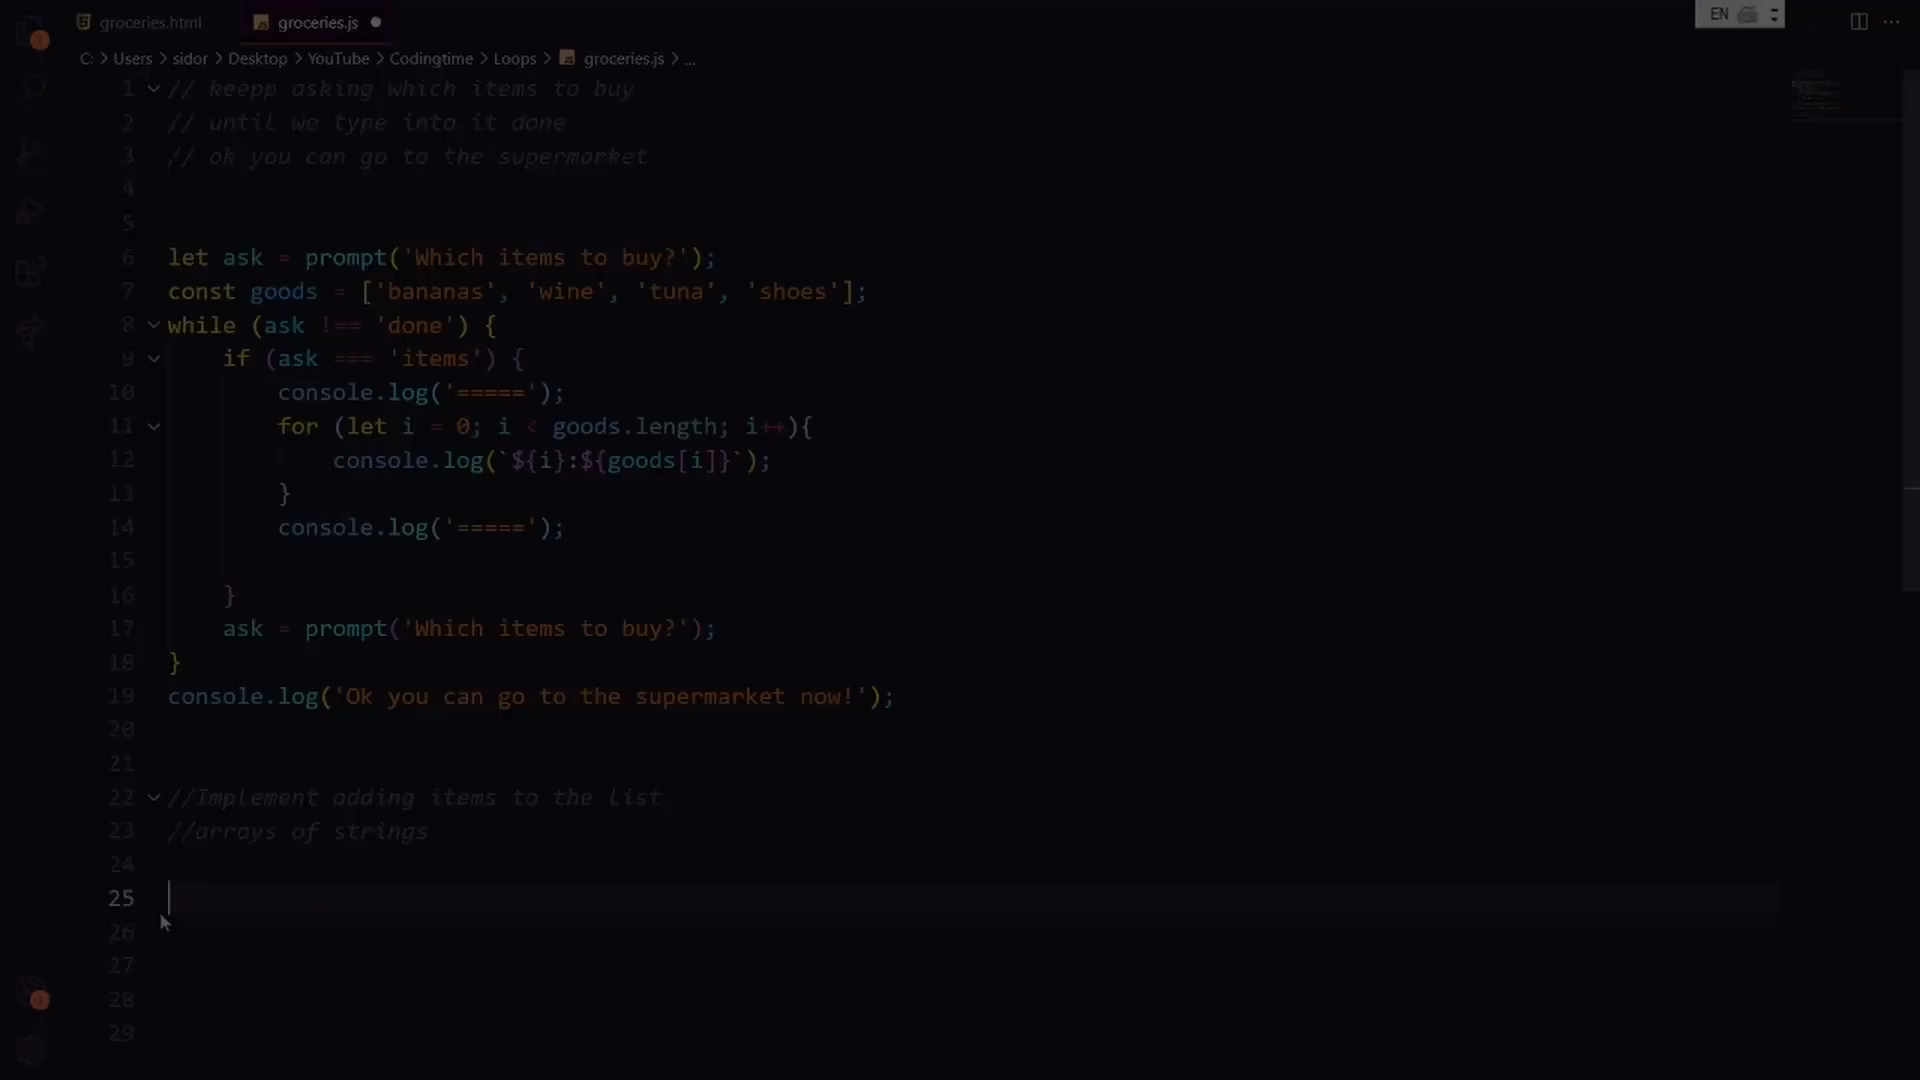 groceries.html groceries.js EN
C: > Users > sidor > Desktop > YouTube > Codingtime > Loops > groceries.js > ...
1 // keepp asking which items to buy
2 // until we type into it done
3 // ok you can go to the supermarket
4
5
6 let ask = prompt('Which items to buy?');
7 const goods = ['bananas', 'wine', 'tuna', 'shoes'];
8 while (ask !== 'done') {
9 if (ask === 'items') {
10 console.log('=====');
11 for (let i = 0; i < goods.length; i++){
12 console.log(`${i}:${goods[i]}`);
13 }
14 console.log('=====');
15
16 }
17 ask = prompt('Which items to buy?');
18 }
19 console.log('Ok you can go to the supermarket now!');
20
21
22 //Implement adding items to the list
23 //arrays of strings
24
25
26
27
28
29